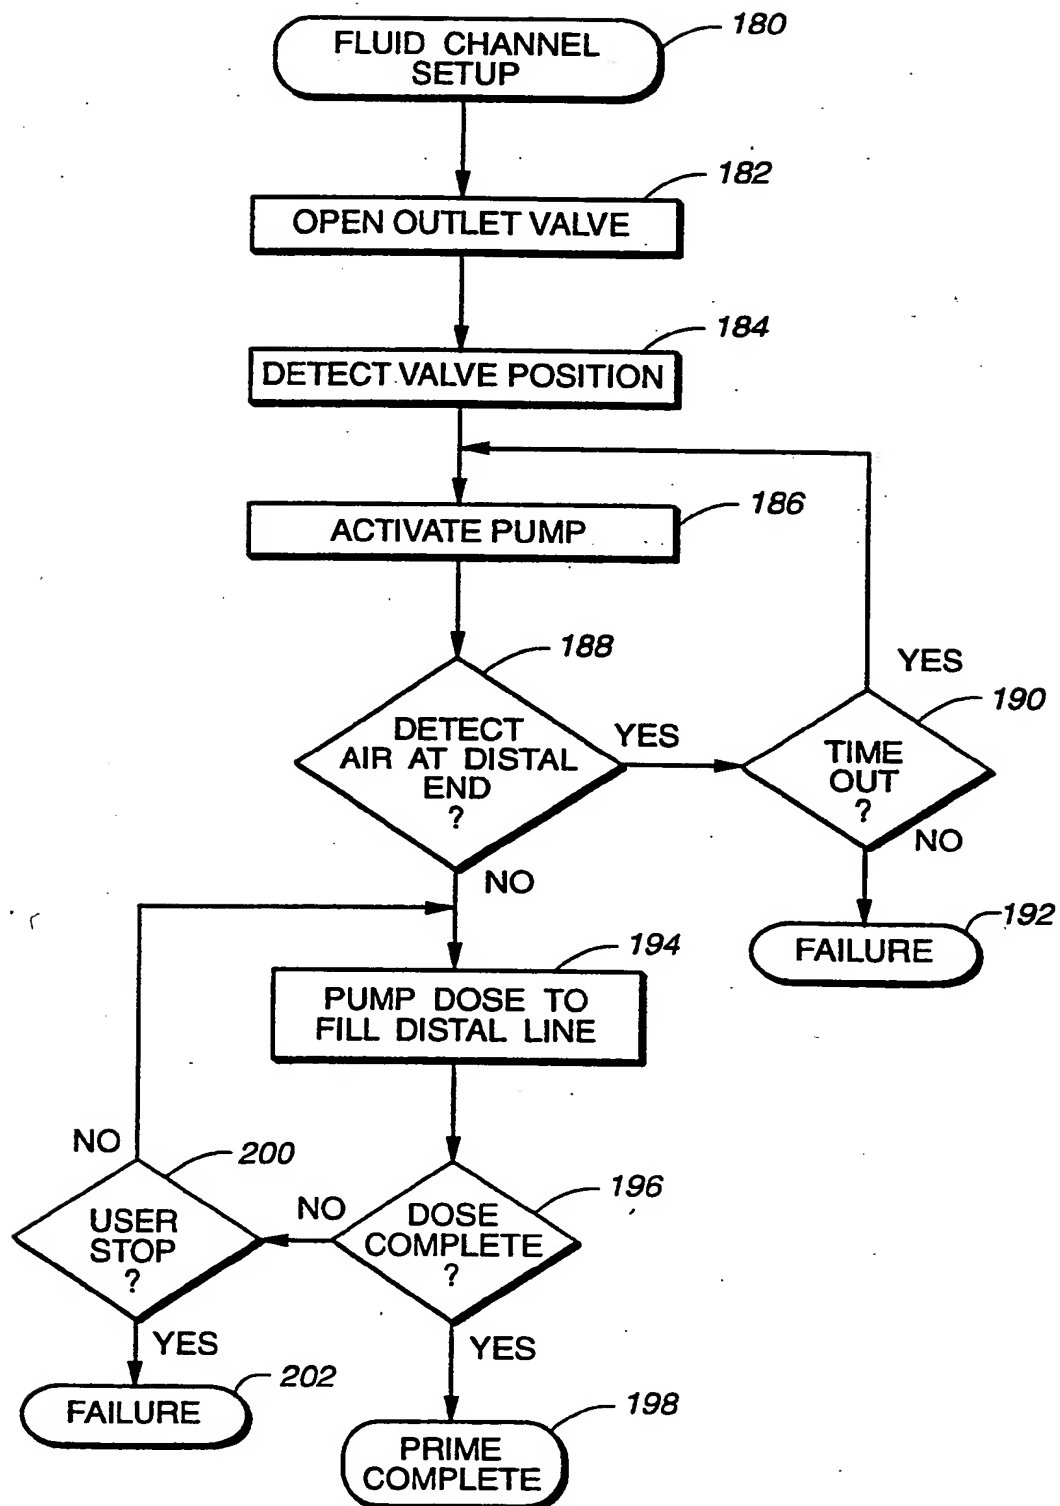 FLUID CHANNEL
SETUP
180
OPEN OUTLET VALVE
182
DETECT VALVE POSITION
184
ACTIVATE PUMP
186
DETECT
AIR AT DISTAL
END
?
188
YES
TIME
OUT
?
190
YES
NO
FAILURE
192
NO
PUMP DOSE TO
FILL DISTAL LINE
194
DOSE
COMPLETE
?
196
NO
USER
STOP
?
200
NO
YES
FAILURE
202
YES
PRIME
COMPLETE
198